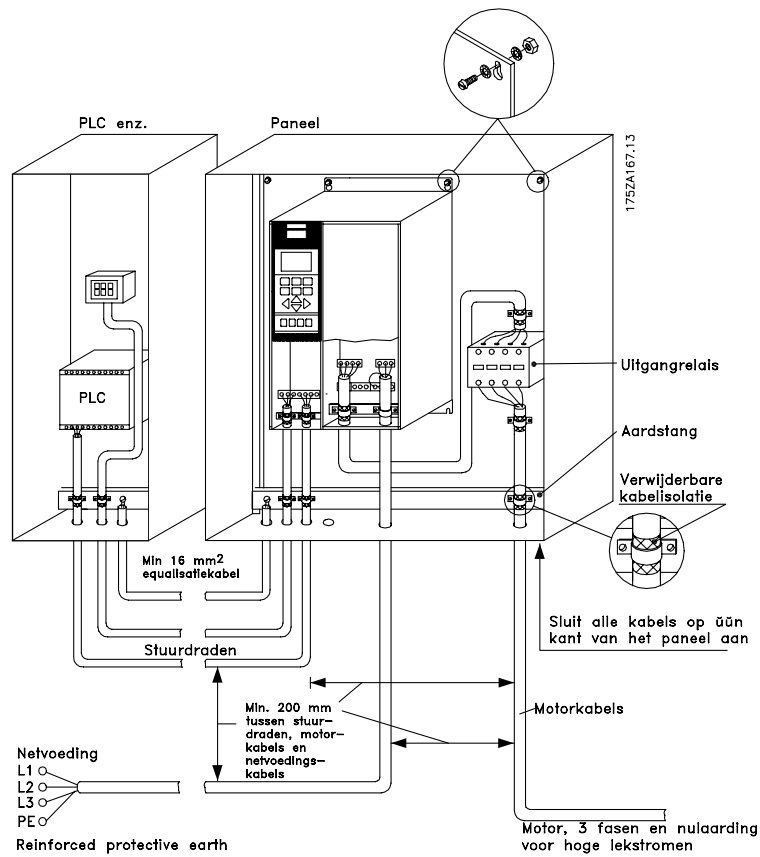 PLC enz.
Paneel
175ZA167.13
PLC
Uitgangrelais
Aardstang
Verwijderbare
kabelisolatie
Min 16 mm2
equalisatiekabel
Stuurdraden
Sluit alle kabels op üün
kant van het paneel aan
Min. 200 mm
tussen stuur-
draden, motor-
kabels en
netvoedings-
kabels
Motorkabels
Netvoeding
L1
L2
L3
PE
Reinforced protective earth
Motor, 3 fasen en nulaarding
voor hoge lekstromen